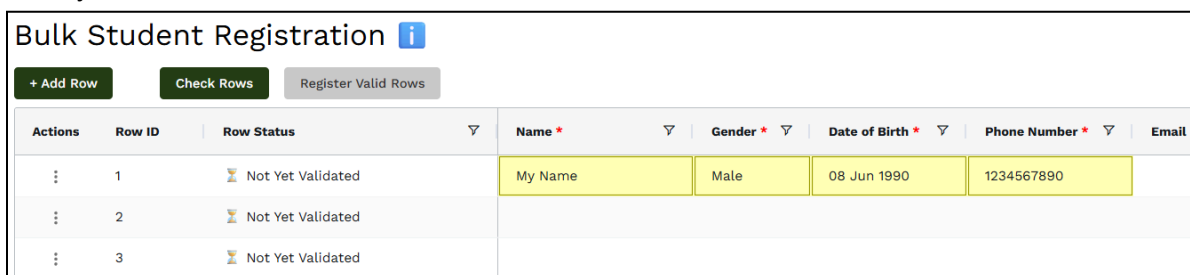 Bulk Student Registration ℹ️
+ Add Row Check Rows Register Valid Rows
Actions Row ID Row Status Name * Gender * Date of Birth * Phone Number * Email
1 ⏳ Not Yet Validated My Name Male 08 Jun 1990 1234567890
2 ⏳ Not Yet Validated
3 ⏳ Not Yet Validated